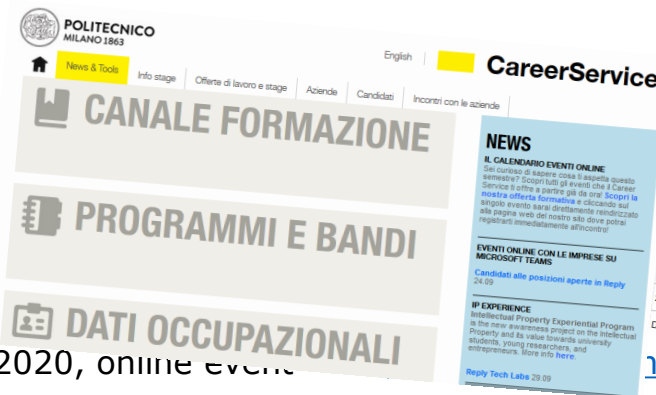 POLITECNICO
MILANO 1863
English
CareerService
News & Tools
Info stage
Offerte di lavoro e stage
Aziende
Candidati
Incontri con le aziende
CANALE FORMAZIONE
PROGRAMMI E BANDI
DATI OCCUPAZIONALI
NEWS
IL CALENDARIO EVENTI ONLINE
Sei curioso di sapere cosa ti aspetta questo
semestre? Scopri tutti gli eventi che il Career
Service ti offre a partire già da ora! Scopri la
nostra offerta formativa e cliccando sul
singolo evento sarai direttamente reindirizzato
alla pagina web del nostro sito dove potrai
registrarti immediatamente all'incontro!
EVENTI ONLINE CON LE IMPRESE SU
MICROSOFT TEAMS
Candidati alle posizioni aperte in Reply
24.09
IP EXPERIENCE
Intellectual Property Experiential Program
is the new awareness project on the Intellectual
Property and its value towards university
students, young researchers, and
entrepreneurs. More info here.
Reply Tech Labs 29.09
2020, online event